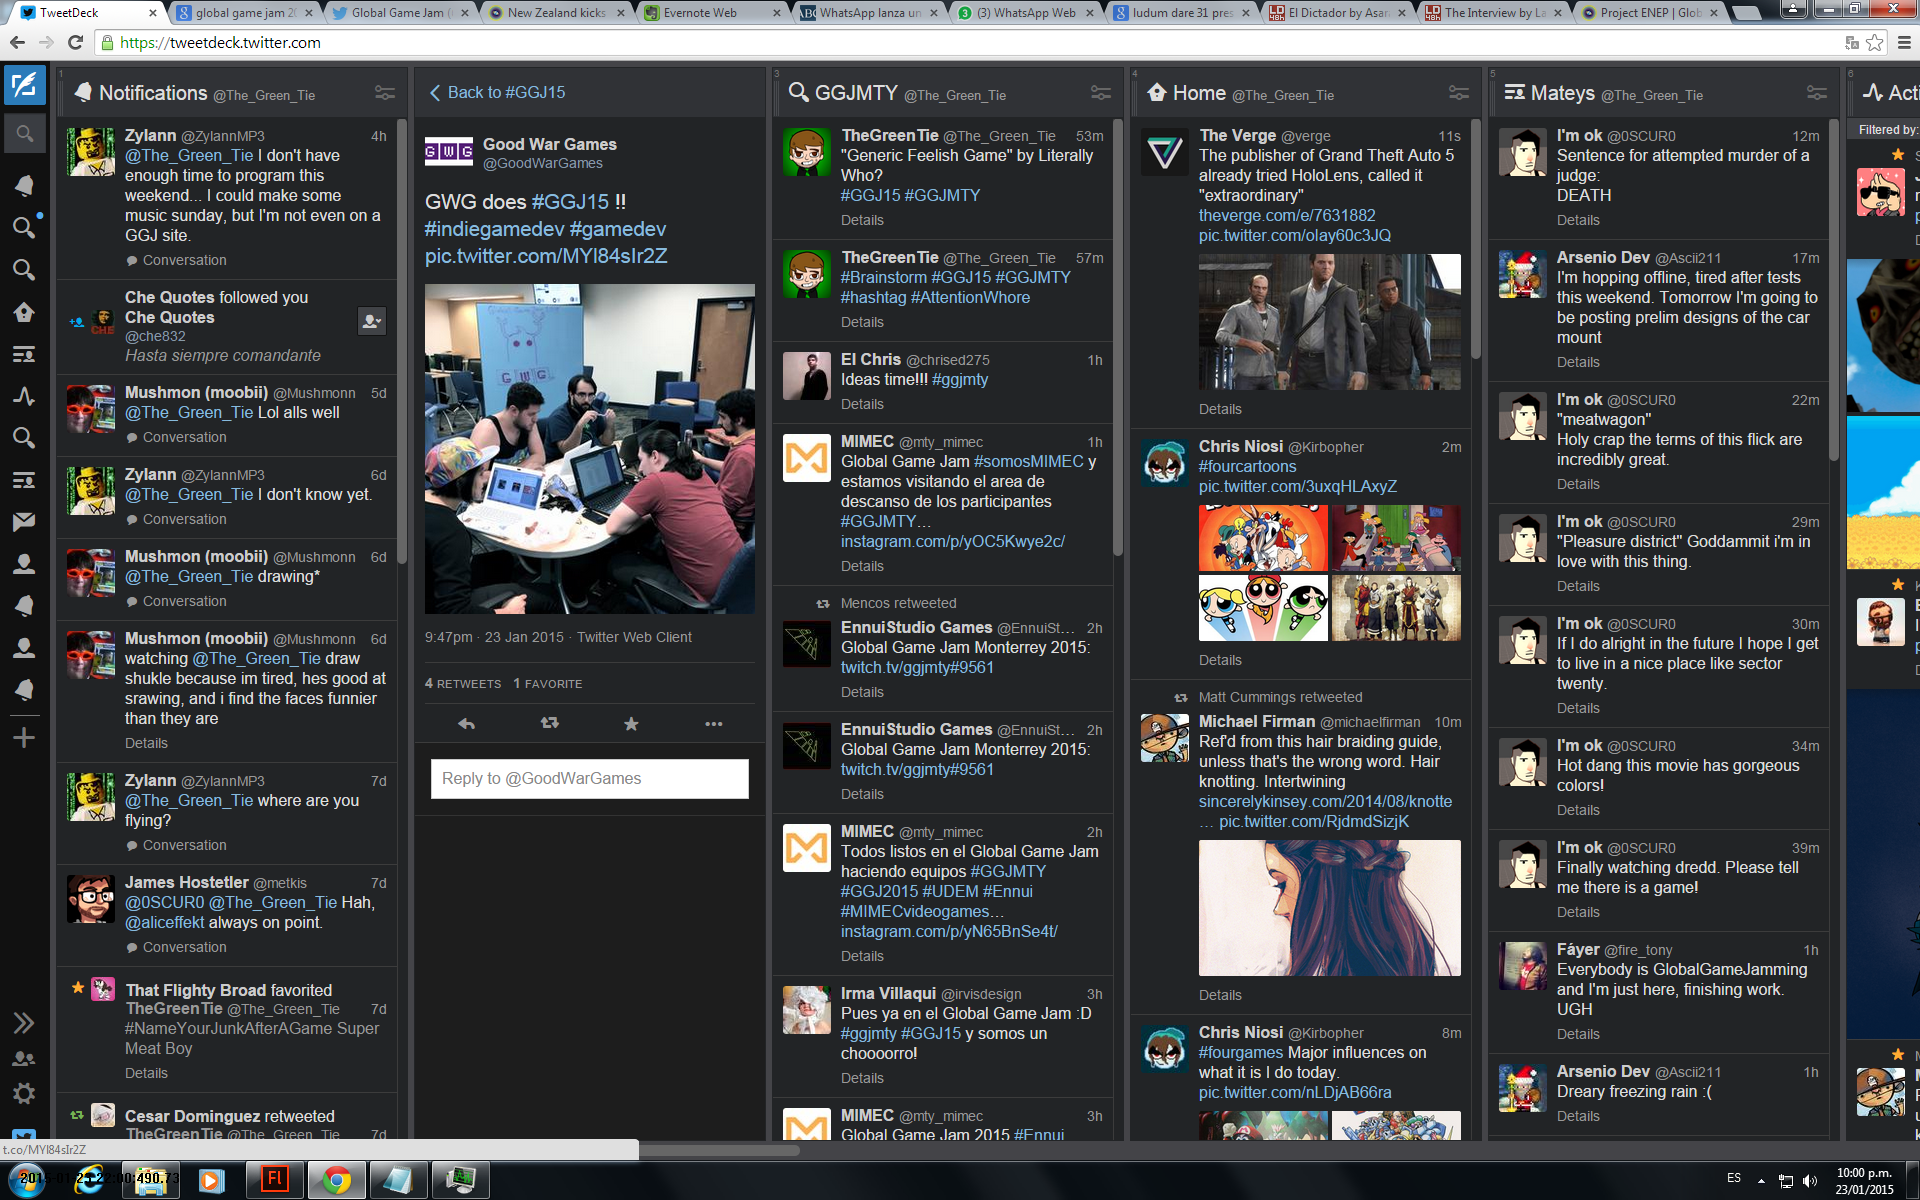 TweetDeck
global game jam 20
Global Game Jam (
New Zealand kicks
Evernote Web
WhatsApp lanza un
(3) WhatsApp Web
ludum dare 31 pres
El Dictador by Asar
The Interview by La
Project ENEP | Glob
https://tweetdeck.twitter.com
1
Notifications @The_Green_Tie
Zylann @ZylannMP3 4h
@The_Green_Tie I don't have
enough time to program this
weekend... I could make some
music sunday, but I'm not even on a
GGJ site.
Conversation
Che Quotes followed you
Che Quotes
@che832
Hasta siempre comandante
Mushmon (moobii) @Mushmonn 5d
@The_Green_Tie Lol alls well
Conversation
Zylann @ZylannMP3 6d
@The_Green_Tie I don't know yet.
Conversation
Mushmon (moobii) @Mushmonn 6d
@The_Green_Tie drawing*
Conversation
Mushmon (moobii) @Mushmonn 6d
watching @The_Green_Tie draw
shukle because im tired, hes good at
srawing, and i find the faces funnier
than they are
Details
Zylann @ZylannMP3 7d
@The_Green_Tie where are you
flying?
Conversation
James Hostetler @metkis 7d
@0SCUR0 @The_Green_Tie Hah,
@aliceffekt always on point.
Conversation
That Flighty Broad favorited
TheGreenTie @The_Green_Tie 7d
#NameYourJunkAfterAGame Super
Meat Boy
Details
Cesar Dominguez retweeted
TheGreenTie @The_Green_Tie 7d
Back to #GGJ15
GWG
Good War Games
@GoodWarGames
GWG does #GGJ15 !!
#indiegamedev #gamedev
pic.twitter.com/MYl84sIr2Z
GWG
9:47pm · 23 Jan 2015 · Twitter Web Client
4 RETWEETS 1 FAVORITE
Reply to @GoodWarGames
3
GGJMTY @The_Green_Tie
TheGreenTie @The_Green_Tie 53m
"Generic Feelish Game" by Literally
Who?
#GGJ15 #GGJMTY
Details
TheGreenTie @The_Green_Tie 57m
#Brainstorm #GGJ15 #GGJMTY
#hashtag #AttentionWhore
Details
El Chris @chrised275 1h
Ideas time!!! #ggjmty
Details
MIMEC @mty_mimec 1h
Global Game Jam #somosMIMEC y
estamos visitando el area de
descanso de los participantes
#GGJMTY…
instagram.com/p/yOC5Kwye2c/
Details
Mencos retweeted
EnnuiStudio Games @EnnuiSt... 2h
Global Game Jam Monterrey 2015:
twitch.tv/ggjmty#9561
Details
EnnuiStudio Games @EnnuiSt... 2h
Global Game Jam Monterrey 2015:
twitch.tv/ggjmty#9561
Details
MIMEC @mty_mimec 2h
Todos listos en el Global Game Jam
haciendo equipos #GGJMTY
#GGJ2015 #UDEM #Ennui
#MIMECvideogames…
instagram.com/p/yN65BnSe4t/
Details
Irma Villaqui @irvisdesign 3h
Pues ya en el Global Game Jam :D
#ggjmty #GGJ15 y somos un
choooorro!
Details
MIMEC @mty_mimec 3h
Global Game Jam 2015 #Ennui
4
Home @The_Green_Tie
The Verge @verge 11s
The publisher of Grand Theft Auto 5
already tried HoloLens, called it
"extraordinary"
theverge.com/e/7631882
pic.twitter.com/olay60c3JQ
Details
Chris Niosi @Kirbopher 2m
#fourcartoons
pic.twitter.com/3uxqHLAxyZ
Details
Matt Cummings retweeted
Michael Firman @michaelfirman 10m
Ref'd from this hair braiding guide,
unless that's the wrong word. Hair
knotting. Intertwining
sincerelykinsey.com/2014/08/knotte
… pic.twitter.com/RjdmdSizjK
Details
Chris Niosi @Kirbopher 8m
#fourgames Major influences on
what it is I do today.
pic.twitter.com/nLDjAB66ra
5
Mateys @The_Green_Tie
I'm ok @0SCUR0 12m
Sentence for attempted murder of a
judge:
DEATH
Details
Arsenio Dev @Ascii211 17m
I'm hopping offline, tired after tests
this weekend. Tomorrow I'm going to
be posting prelim designs of the car
mount
Details
I'm ok @0SCUR0 22m
"meatwagon"
Holy crap the terms of this flick are
incredibly great.
Details
I'm ok @0SCUR0 29m
"Pleasure district" Goddammit i'm in
love with this thing.
Details
I'm ok @0SCUR0 30m
If I do alright in the future I hope I get
to live in a nice place like sector
twenty.
Details
I'm ok @0SCUR0 34m
Hot dang this movie has gorgeous
colors!
Details
I'm ok @0SCUR0 39m
Finally watching dredd. Please tell
me there is a game!
Details
Fáyer @fire_tony 1h
Everybody is GlobalGameJamming
and I'm just here, finishing work.
UGH
Details
Arsenio Dev @Ascii211 1h
Dreary freezing rain :(
Details
6
Acti
Filtered by:
t.co/MYl84sIr2Z
Fl
ES
10:00 p.m.
23/01/2015